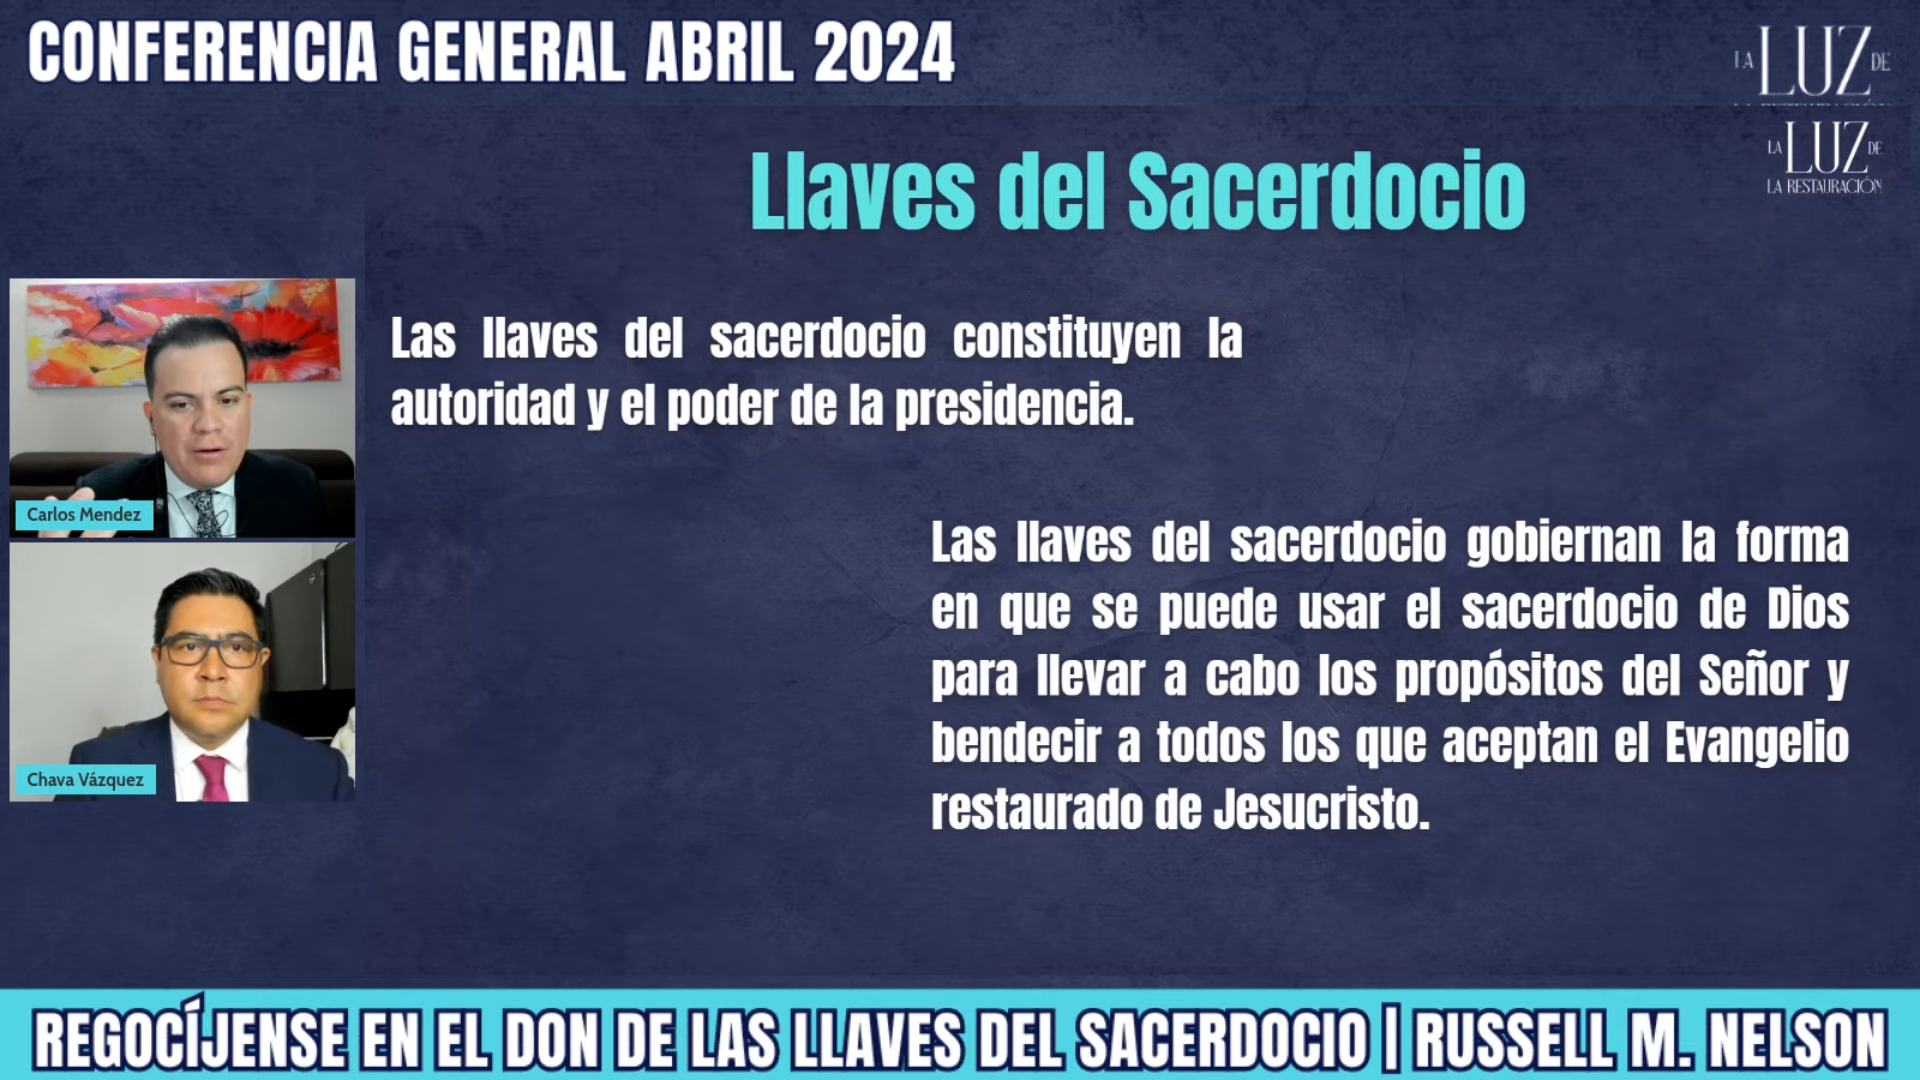 CONFERENCIA GENERAL ABRIL 2024
LA LUZ DE
LA RESTAURACIÓN
LA LUZ DE
LA RESTAURACIÓN
Llaves del Sacerdocio
Las llaves del sacerdocio constituyen la
autoridad y el poder de la presidencia.
Carlos Mendez
Las llaves del sacerdocio gobiernan la forma
en que se puede usar el sacerdocio de Dios
para llevar a cabo los propósitos del Señor y
bendecir a todos los que aceptan el Evangelio
restaurado de Jesucristo.
Chava Vázquez
REGOCÍJENSE EN EL DON DE LAS LLAVES DEL SACERDOCIO | RUSSELL M. NELSON